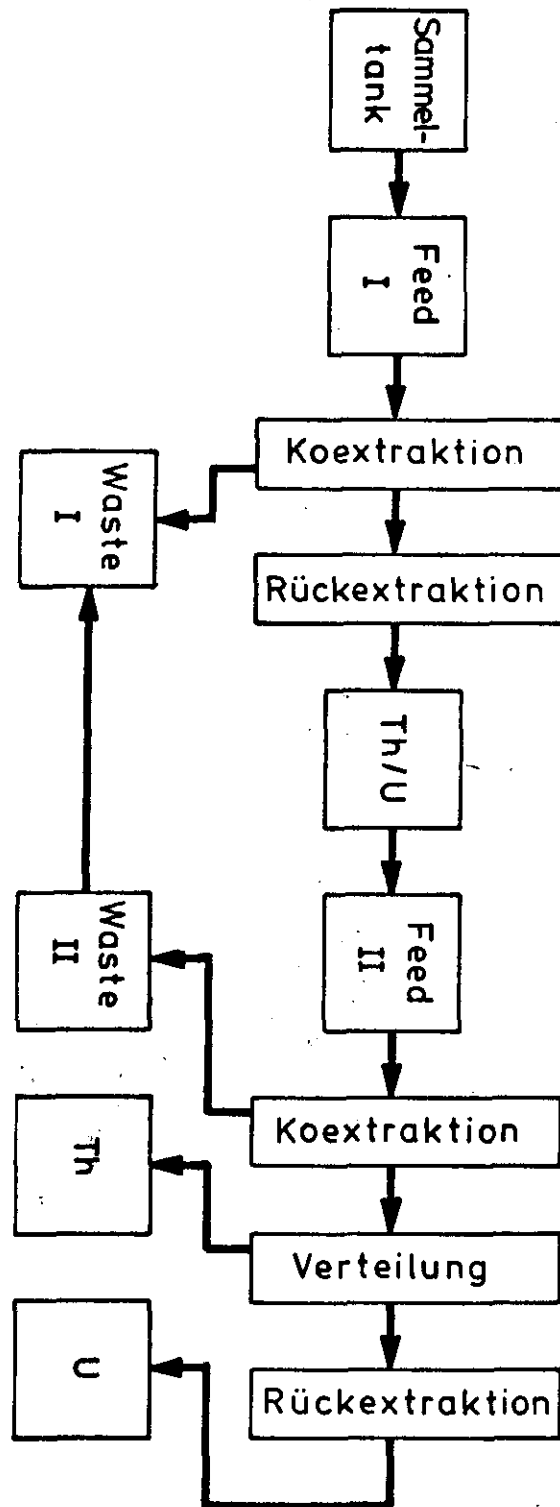 Sammel-
tank
Feed
I
Koextraktion
Waste
I
Rückextraktion
Th/U
Feed
II
Waste
II
Koextraktion
Th
Verteilung
U
Rückextraktion